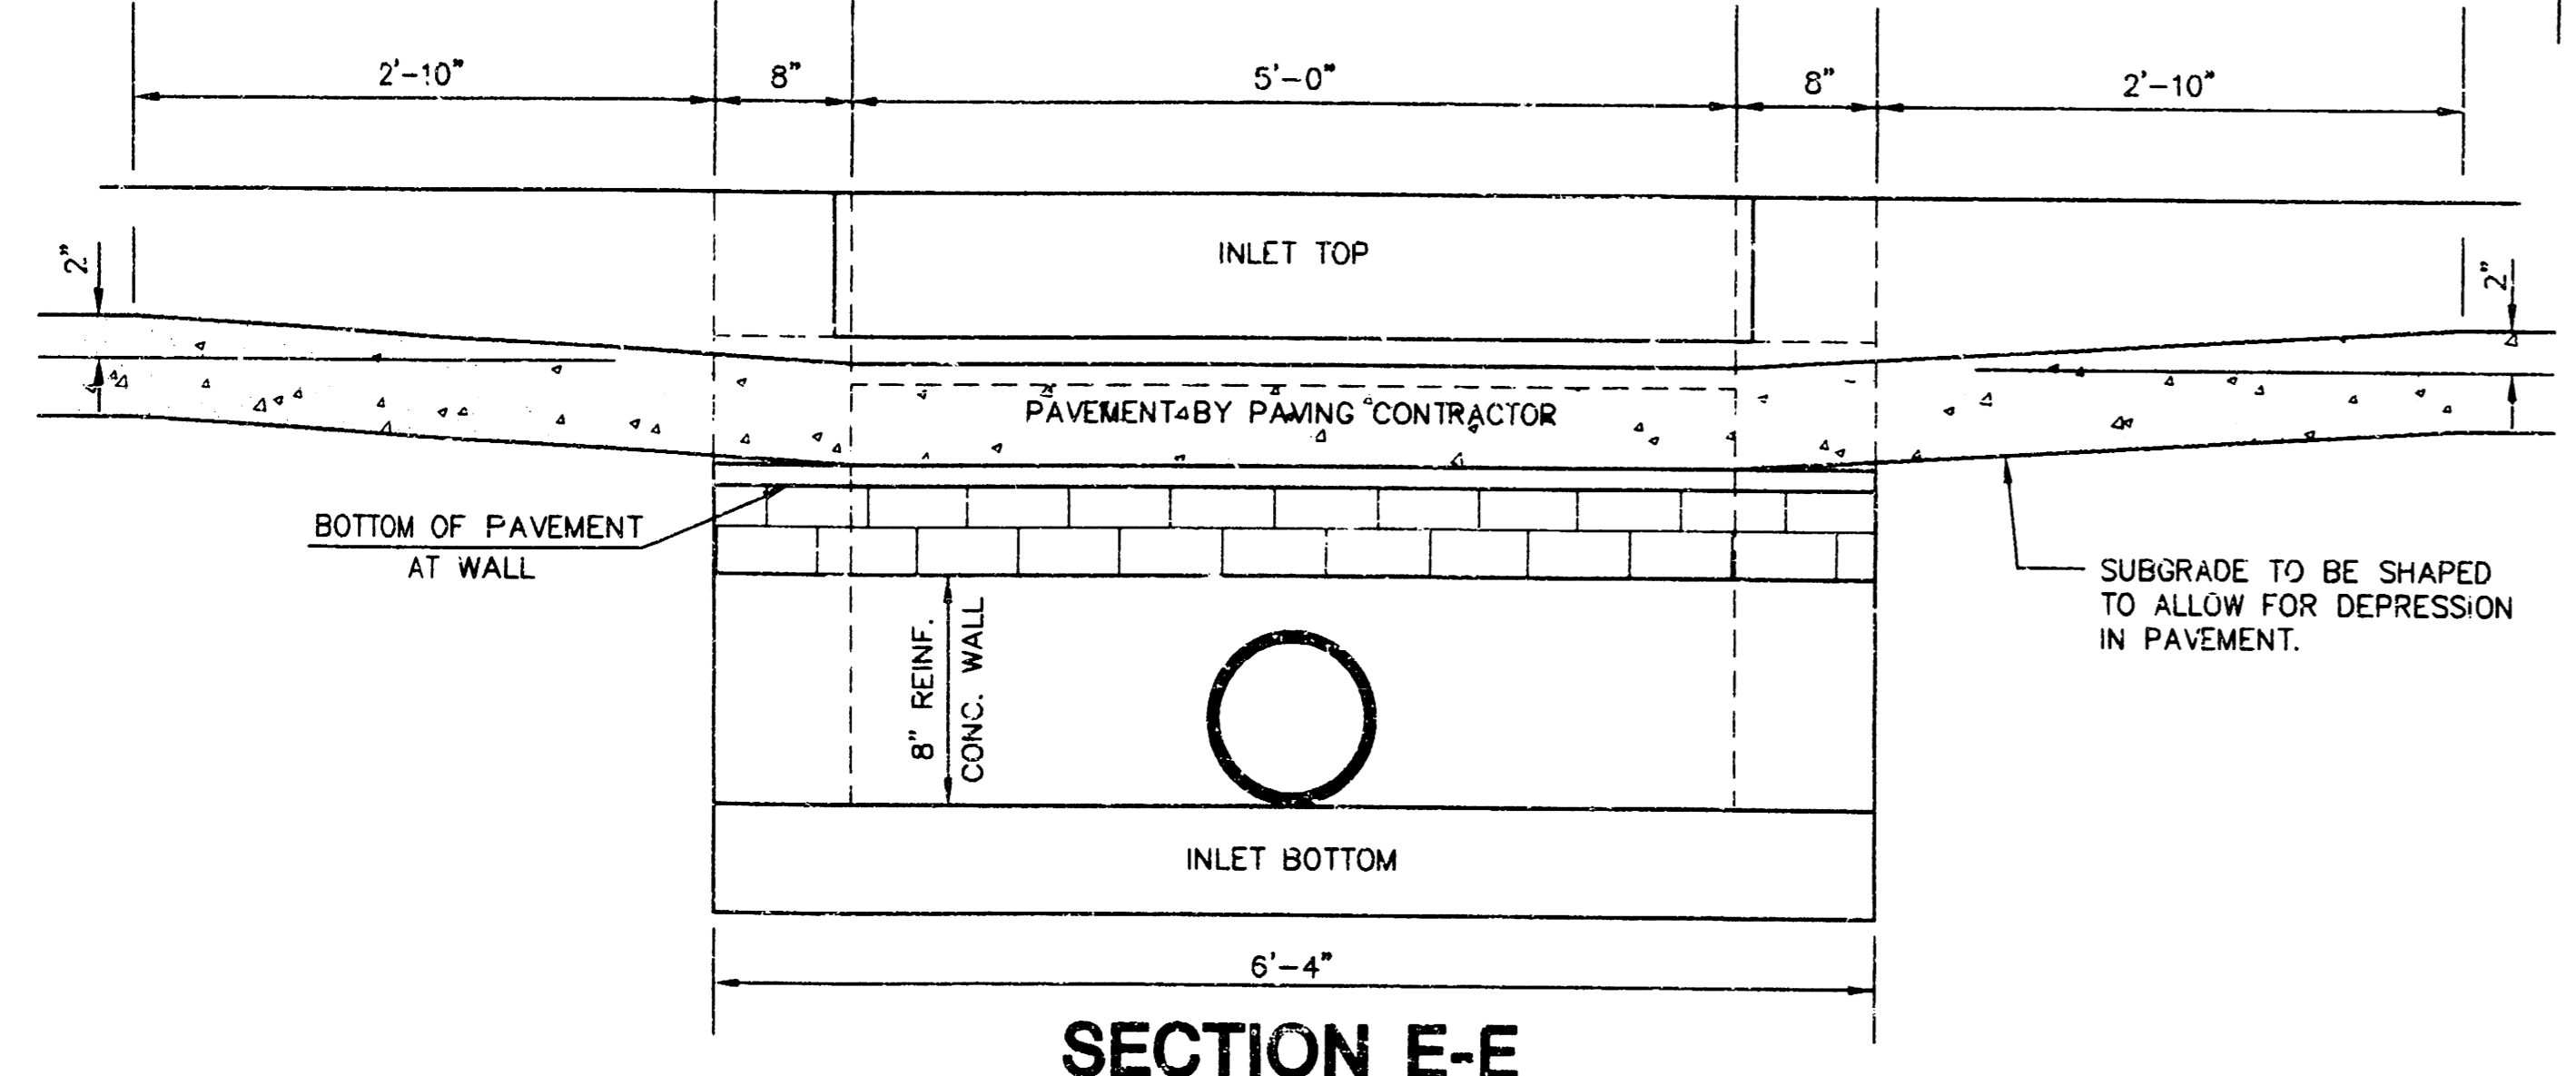 2'-10"
8"
5'-0"
8"
2'-10"
2"
INLET TOP
2"
PAVEMENT BY PAVING CONTRACTOR
BOTTOM OF PAVEMENT
AT WALL
8" REINF.
CONC. WALL
SUBGRADE TO BE SHAPED
TO ALLOW FOR DEPRESSION
IN PAVEMENT.
INLET BOTTOM
6'-4"
SECTION E-E